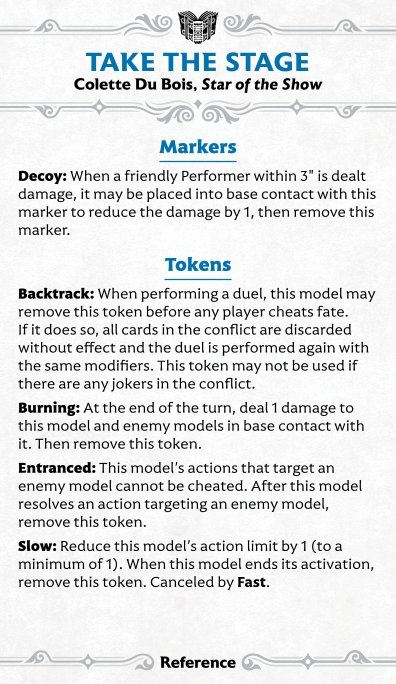 TAKE THE STAGE
Colette Du Bois, Star of the Show
Markers
Decoy: When a friendly Performer within 3" is dealt
damage, it may be placed into base contact with this
marker to reduce the damage by 1, then remove this
marker.
Tokens
Backtrack: When performing a duel, this model may
remove this token before any player cheats fate.
If it does so, all cards in the conflict are discarded
without effect and the duel is performed again with
the same modifiers. This token may not be used if
there are any jokers in the conflict.
Burning: At the end of the turn, deal 1 damage to
this model and enemy models in base contact with
it. Then remove this token.
Entranced: This model's actions that target an
enemy model cannot be cheated. After this model
resolves an action targeting an enemy model,
remove this token.
Slow: Reduce this model's action limit by 1 (to a
minimum of 1). When this model ends its activation,
remove this token. Canceled by Fast.
Reference